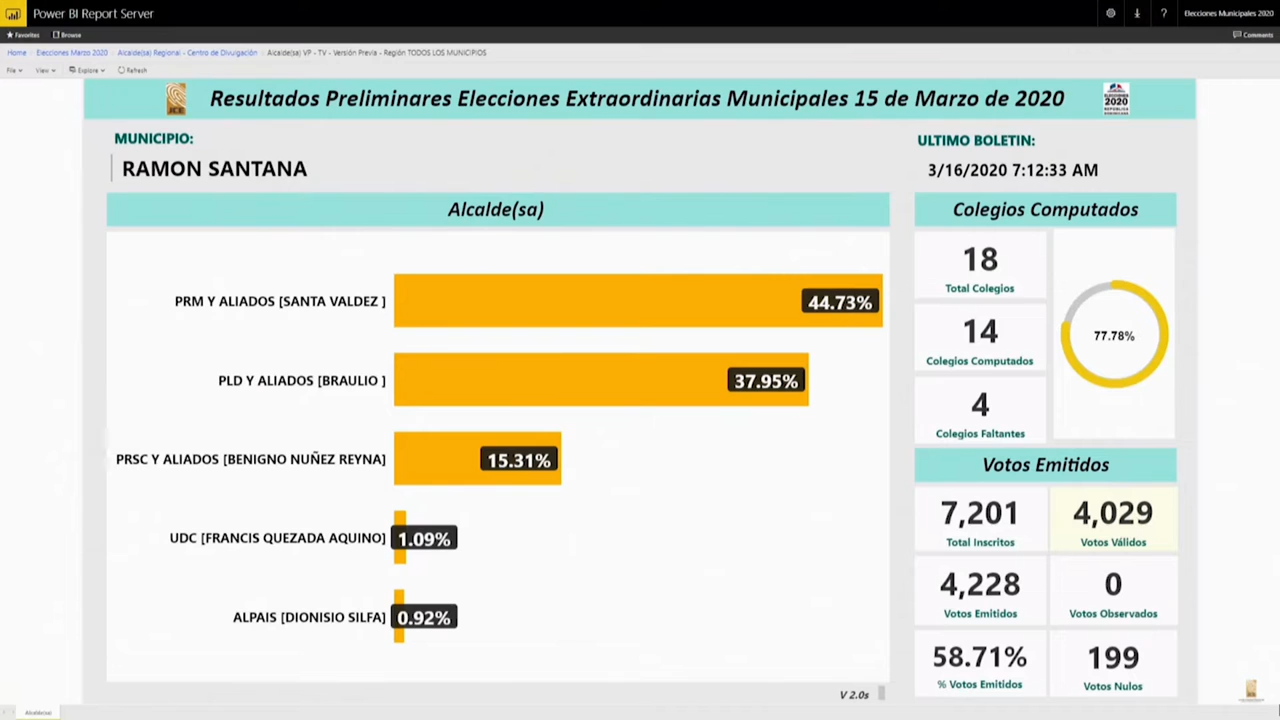 Power BI Report Server
Elecciones Municipales 2020
Favorites
Browse
Comments
Home
Elecciones Marzo 2020
Alcalde(sa) Regional - Centro de Divulgación
Alcalde(sa) VP - TV - Versión Previa - Región TODOS LOS MUNICIPIOS
File
View
Explore
Refresh
JCE
Resultados Preliminares Elecciones Extraordinarias Municipales 15 de Marzo de 2020
ELECCIONES
2020
REPÚBLICA
DOMINICANA
MUNICIPIO:
RAMON SANTANA
ULTIMO BOLETIN:
3/16/2020 7:12:33 AM
Alcalde(sa)
PRM Y ALIADOS [SANTA VALDEZ ]
44.73%
PLD Y ALIADOS [BRAULIO ]
37.95%
PRSC Y ALIADOS [BENIGNO NUÑEZ REYNA]
15.31%
UDC [FRANCIS QUEZADA AQUINO]
1.09%
ALPAIS [DIONISIO SILFA]
0.92%
V 2.0s
Colegios Computados
18
Total Colegios
14
Colegios Computados
4
Colegios Faltantes
77.78%
Votos Emitidos
7,201
Total Inscritos
4,029
Votos Válidos
4,228
Votos Emitidos
0
Votos Observados
58.71%
% Votos Emitidos
199
Votos Nulos
Alcalde(sa)